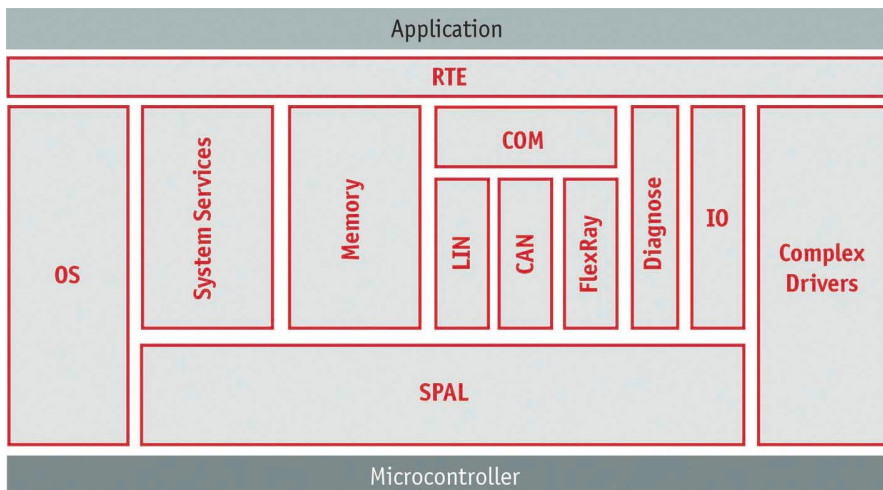 Application
RTE
OS
System Services
Memory
COM
LIN
CAN
FlexRay
Diagnose
IO
Complex
Drivers
SPAL
Microcontroller